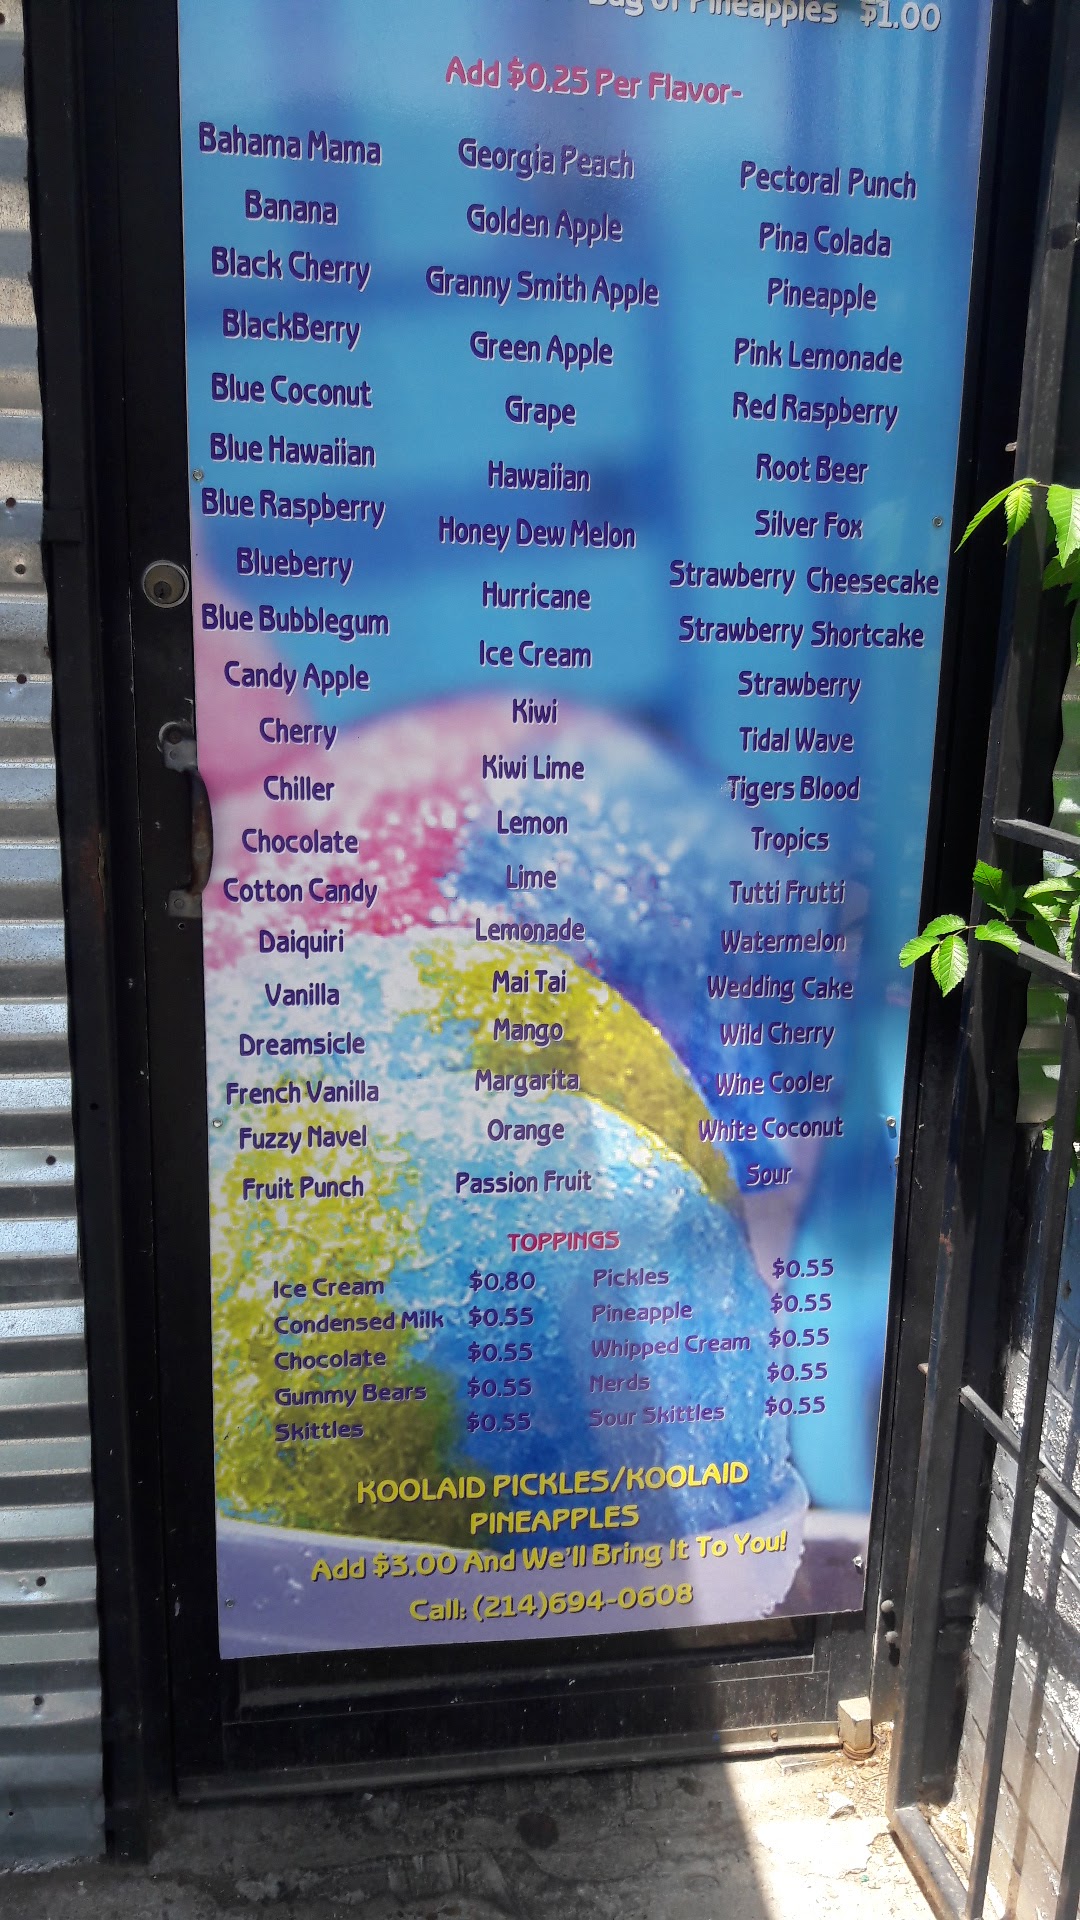 Bag of Pineapples $1.00
Add $0.25 Per Flavor-
Bahama Mama
Banana
Black Cherry
BlackBerry
Blue Coconut
Blue Hawaiian
Blue Raspberry
Blueberry
Blue Bubblegum
Candy Apple
Cherry
Chiller
Chocolate
Cotton Candy
Daiquiri
Vanilla
Dreamsicle
French Vanilla
Fuzzy Navel
Fruit Punch
Georgia Peach
Golden Apple
Granny Smith Apple
Green Apple
Grape
Hawaiian
Honey Dew Melon
Hurricane
Ice Cream
Kiwi
Kiwi Lime
Lemon
Lime
Lemonade
Mai Tai
Mango
Margarita
Orange
Passion Fruit
Pectoral Punch
Pina Colada
Pineapple
Pink Lemonade
Red Raspberry
Root Beer
Silver Fox
Strawberry Cheesecake
Strawberry Shortcake
Strawberry
Tidal Wave
Tigers Blood
Tropics
Tutti Frutti
Watermelon
Wedding Cake
Wild Cherry
Wine Cooler
White Coconut
Sour
TOPPINGS
Ice Cream $0.80
Condensed Milk $0.55
Chocolate $0.55
Gummy Bears $0.55
Skittles $0.55
Pickles $0.55
Pineapple $0.55
Whipped Cream $0.55
Nerds $0.55
Sour Skittles $0.55
KOOLAID PICKLES/KOOLAID
PINEAPPLES
Add $3.00 And We'll Bring It To You!
Call: (214)694-0608